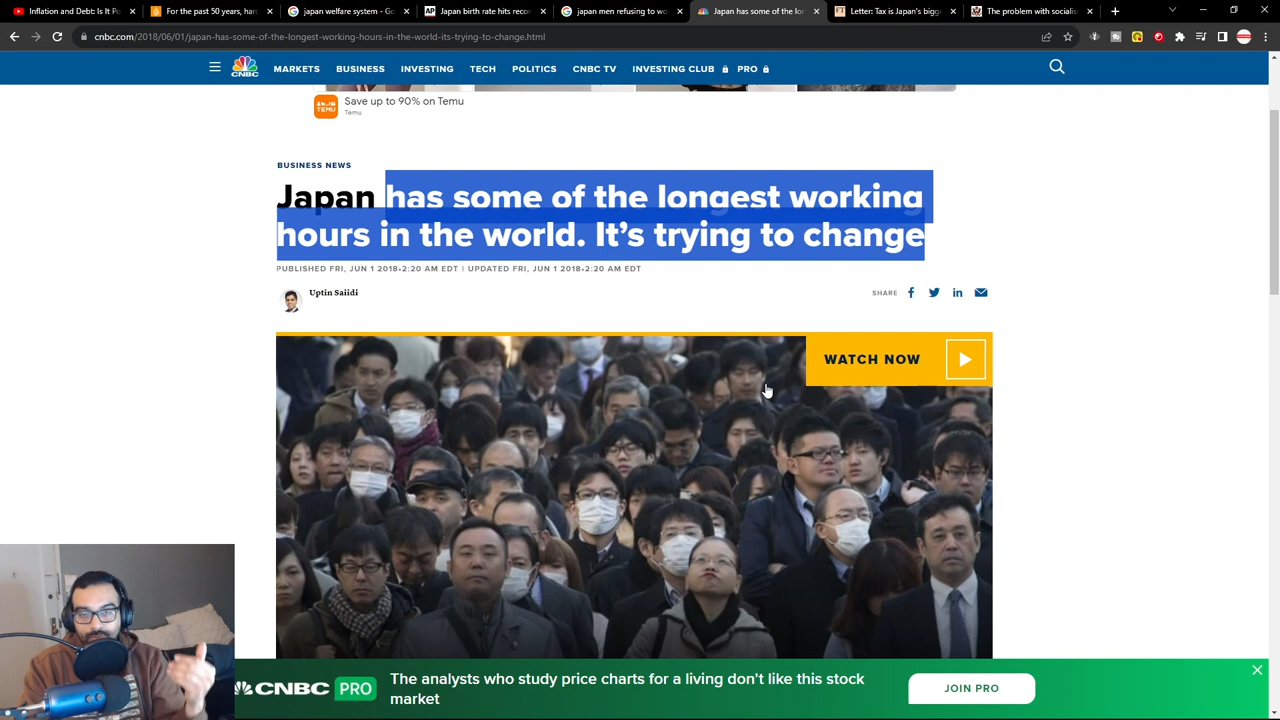 Inflation and Debt: Is It Po
For the past 50 years, har
japan welfare system - Go
Japan birth rate hits recor
japan men refusing to wo
Japan has some of the lon
Letter: Tax is Japan's bigg
The problem with socialis
cnbc.com/2018/06/01/japan-has-some-of-the-longest-working-hours-in-the-world-its-trying-to-change.html
CNBC
MARKETS BUSINESS INVESTING TECH POLITICS CNBC TV INVESTING CLUB PRO
TEMU
Save up to 90% on Temu
Temu
BUSINESS NEWS
Japan has some of the longest working
hours in the world. It's trying to change
PUBLISHED FRI, JUN 1 2018•2:20 AM EDT | UPDATED FRI, JUN 1 2018•2:20 AM EDT
Uptin Saiidi
SHARE
WATCH NOW
CNBC PRO
The analysts who study price charts for a living don't like this stock
market
JOIN PRO